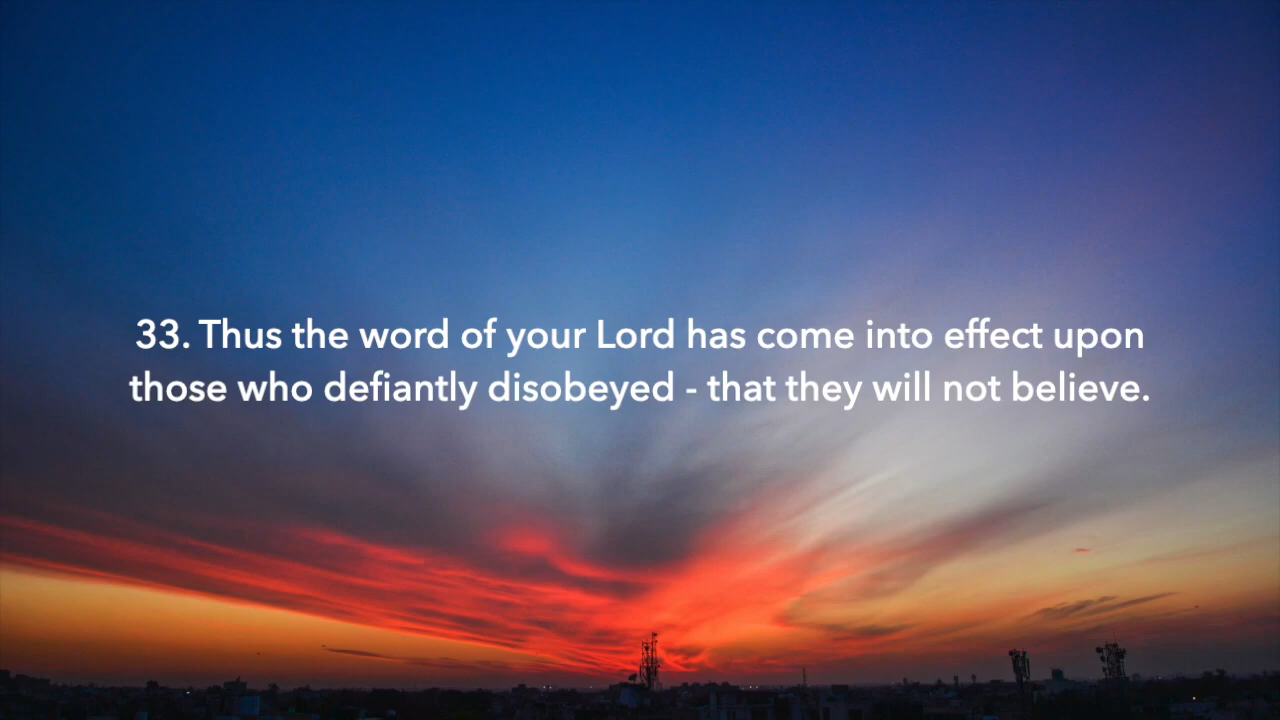 33. Thus the word of your Lord has come into effect upon
those who defiantly disobeyed - that they will not believe.